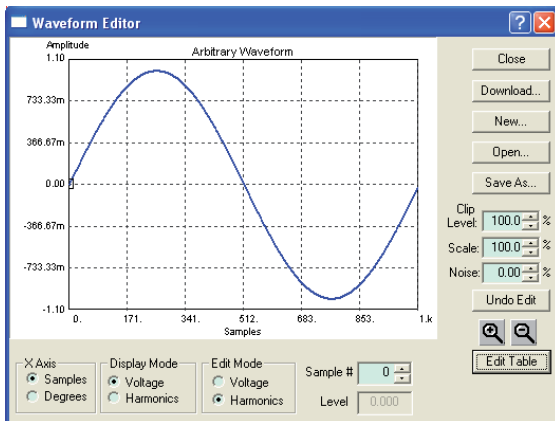 Waveform Editor
Amplitude
Arbitrary Waveform
1.10
733.33m
366.67m
0.00
-366.67m
-733.33m
-1.10
0. 171. 341. 512. 683. 853. 1.k
Samples
Close
Download...
New...
Open...
Save As...
Clip Level: 100.0 %
Scale: 100.0 %
Noise: 0.00 %
Undo Edit
Edit Table
X Axis
Samples
Degrees
Display Mode
Voltage
Harmonics
Edit Mode
Voltage
Harmonics
Sample # 0
Level 0.000